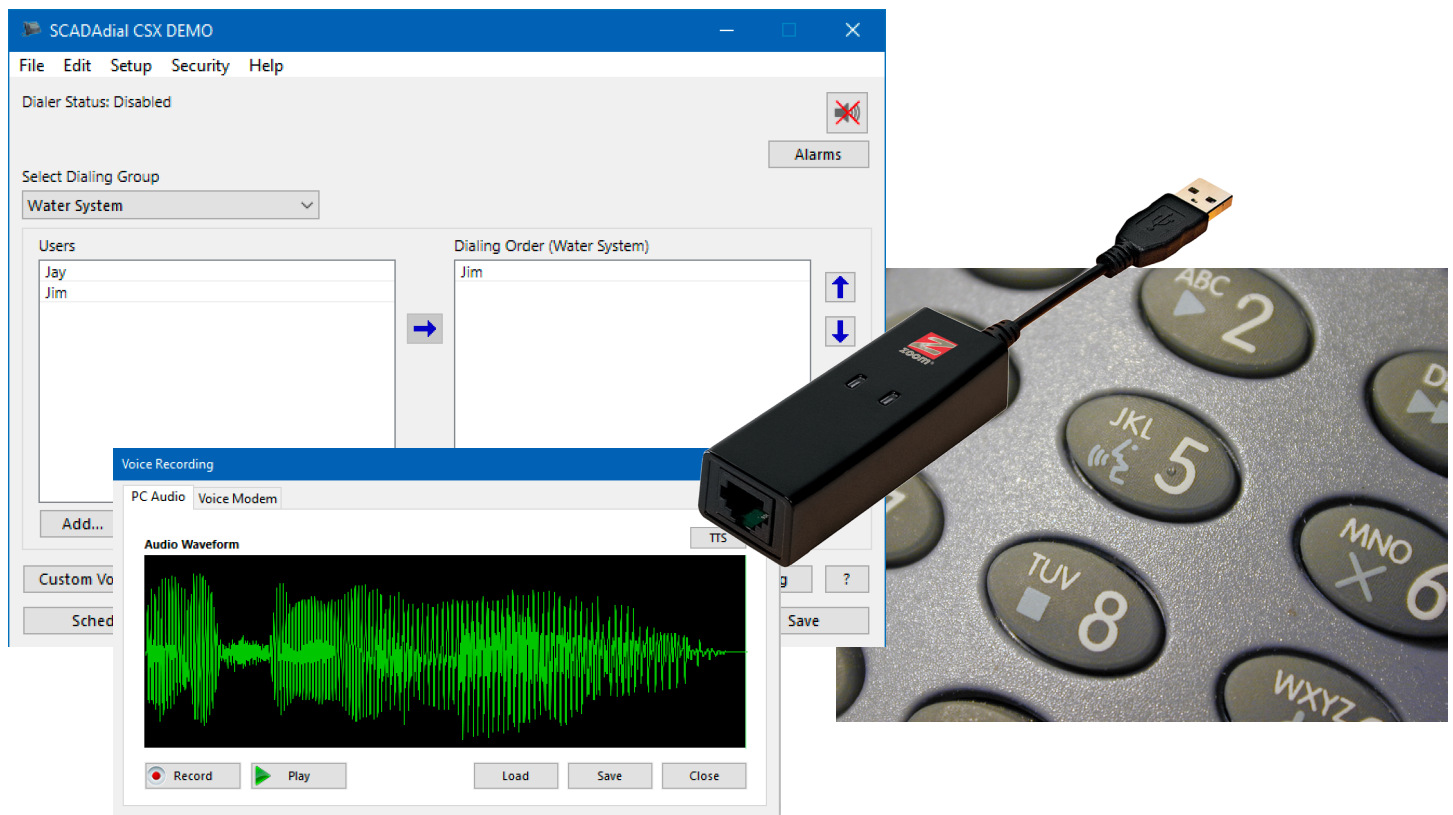 SCADAdial CSX DEMO
File Edit Setup Security Help
Dialer Status: Disabled
Alarms
Select Dialing Group
Water System
Users
Jay
Jim
Dialing Order (Water System)
Jim
Add...
Custom Vo
g
?
Sched
Save
Voice Recording
PC Audio Voice Modem
Audio Waveform
TTS
Record Play Load Save Close
Z
zoom
ABC 2
JKL 5
MNO 6
TUV 8
WXYZ